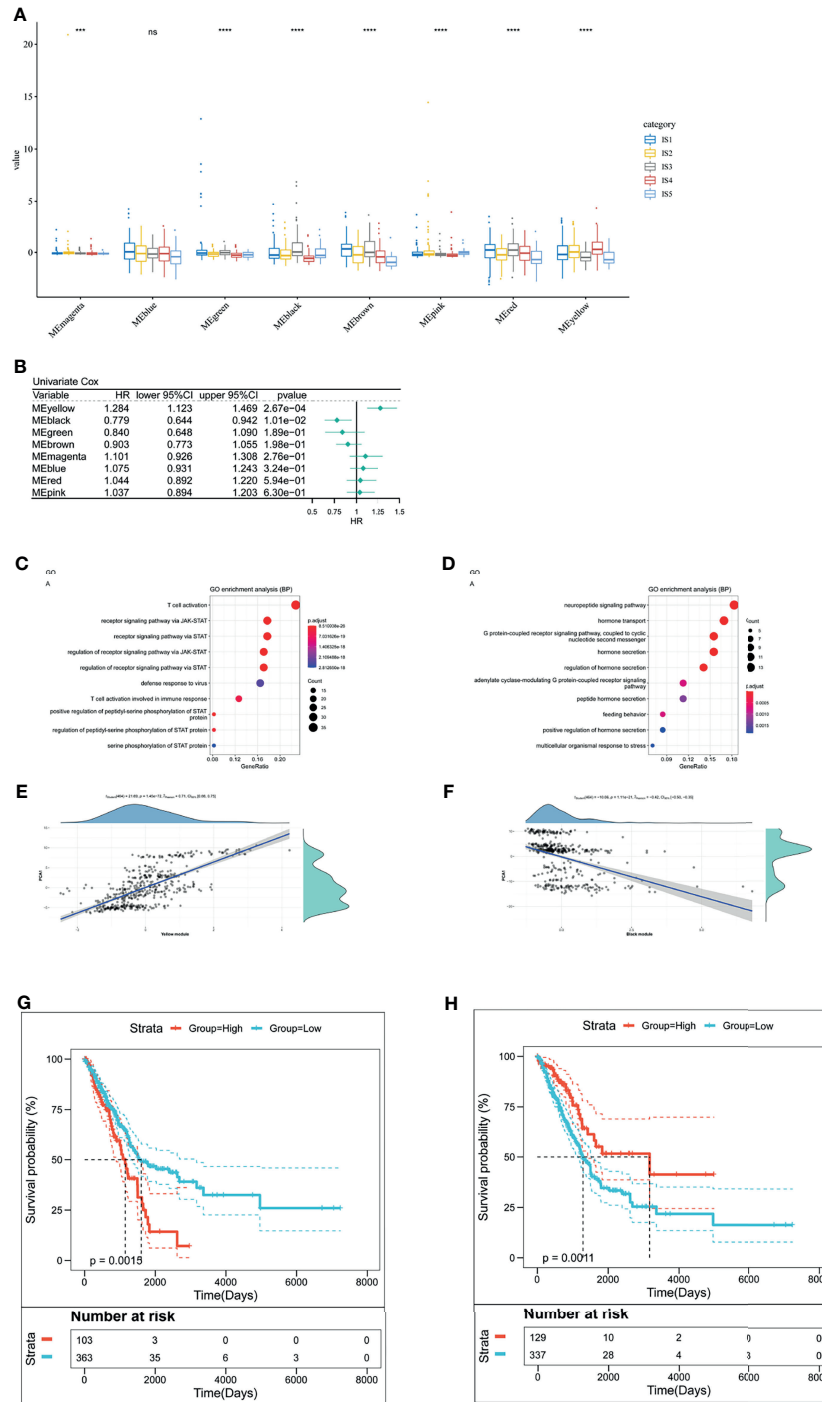 A
*** ns **** **** **** **** **** ****
20
15
10
5
0
value
category
IS1
IS2
IS3
IS4
IS5
MEmagenta MEblue MEgreen MEblack MEbrown MEpink MEred MEyellow
B
Univariate Cox
Variable HR lower 95%CI upper 95%CI pvalue
MEyellow 1.284 1.123 1.469 2.67e−04
MEblack 0.779 0.644 0.942 1.01e−02
MEgreen 0.840 0.648 1.090 1.89e−01
MEbrown 0.903 0.773 1.055 1.98e−01
MEmagenta 1.101 0.926 1.308 2.76e−01
MEblue 1.075 0.931 1.243 3.24e−01
MEred 1.044 0.892 1.220 5.94e−01
MEpink 1.037 0.894 1.203 6.30e−01
0.5 0.75 1 1.25 1.5
HR
C
A
GO enrichment analysis (BP)
T cell activation
receptor signaling pathway via JAK-STAT
receptor signaling pathway via STAT
regulation of receptor signaling pathway via JAK-STAT
regulation of receptor signaling pathway via STAT
defense response to virus
T cell activation involved in immune response
positive regulation of peptidyl-serine phosphorylation of STAT
protein
regulation of peptidyl-serine phosphorylation of STAT protein
serine phosphorylation of STAT protein
0.08 0.12 0.16 0.20
GeneRatio
p.adjust
Count
15
20
25
30
35
D
A
GO enrichment analysis (BP)
neuropeptide signaling pathway
hormone transport
G protein-coupled receptor signaling pathway, coupled to cyclic
nucleotide second messenger
hormone secretion
regulation of hormone secretion
adenylate cyclase-modulating G protein-coupled receptor signaling
pathway
peptide hormone secretion
feeding behavior
positive regulation of hormone secretion
multicellular organismal response to stress
0.09 0.12 0.15 0.18
GeneRatio
5
7
9
11
13
0.0005
0.0010
0.0015
E
PCA1
Yellow module
F
PCA1
Black module
G
Strata Group=High Group=Low
100
75
50
25
0
Survival probability (%)
p = 0.0015
0 2000 4000 6000 8000
Time(Days)
Number at risk
Strata
103 3 0 0 0
363 35 6 3 0
0 2000 4000 6000 8000
Time(Days)
H
Strata Group=High Group=Low
100
75
50
25
0
Survival probability (%)
p = 0.0011
0 2000 4000 6000
Time(Days)
Number at risk
Strata
129 10 2 0 0
337 28 4 3 0
0 2000 4000 6000
Time(Days)